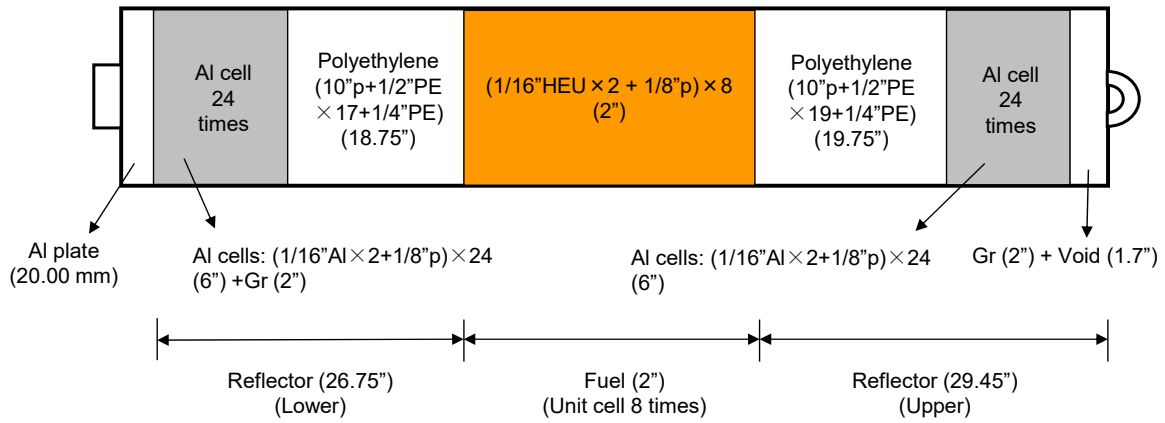 Al cell
24
times
Polyethylene
(10”p+1/2”PE
×17+1/4”PE)
(18.75”)
(1/16”HEU×2 + 1/8”p)×8
(2”)
Polyethylene
(10”p+1/2”PE
×19+1/4”PE)
(19.75”)
Al cell
24
times
Al plate
(20.00 mm)
Al cells: (1/16”Al×2+1/8”p)×24
(6”) +Gr (2”)
Al cells: (1/16”Al×2+1/8”p)×24
(6”)
Gr (2”) + Void (1.7”)
Reflector (26.75”)
(Lower)
Fuel (2”)
(Unit cell 8 times)
Reflector (29.45”)
(Upper)